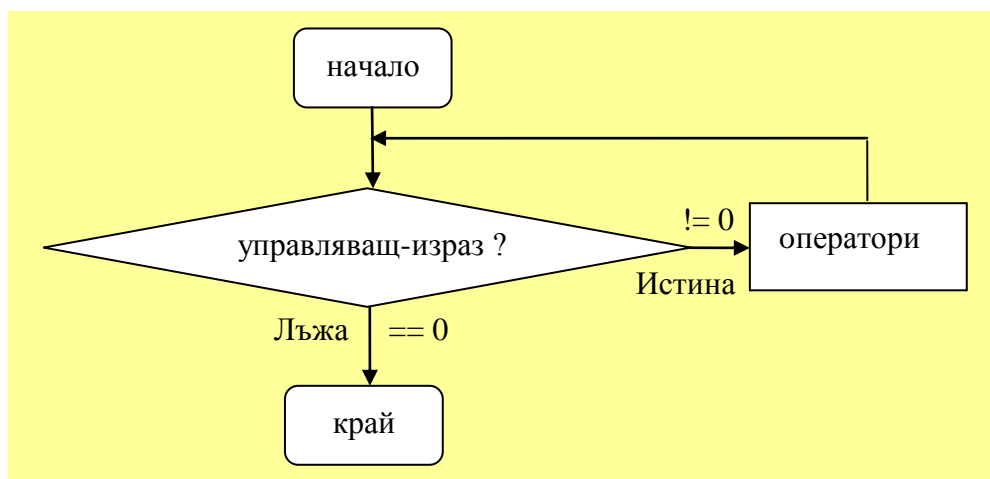 начало
!= 0
управляващ-израз ?
оператори
Истина
Лъжа == 0
край